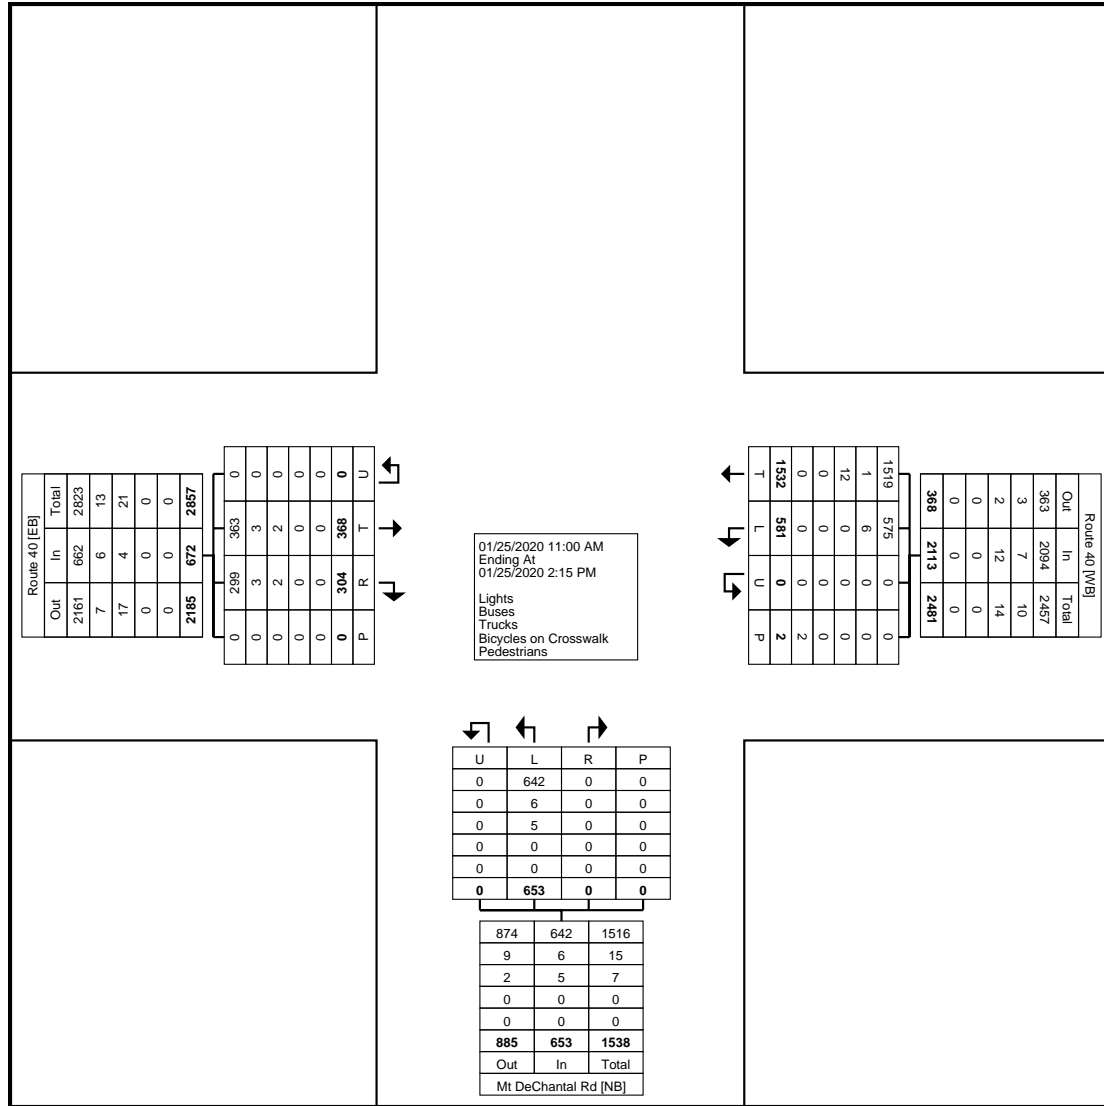 Route 40 [EB]
Total 2823 13 21 0 0 2857
In 662 6 4 0 0 672
Out 2161 7 17 0 0 2185
0 0 0 0 0 0 U
363 3 2 0 0 368 T
299 3 2 0 0 304 R
0 0 0 0 0 0 P
01/25/2020 11:00 AM
Ending At
01/25/2020 2:15 PM
Lights
Buses
Trucks
Bicycles on Crosswalk
Pedestrians
T 1532 0 0 12 1 1519
L 581 0 0 0 6 575
U 0 0 0 0 0 0
P 2 2 0 0 0 0
368 0 0 2 3 363 Out
2113 0 0 12 7 2094 In
2481 0 0 14 10 2457 Total
Route 40 [WB]
U L R P
0 642 0 0
0 6 0 0
0 5 0 0
0 0 0 0
0 0 0 0
0 653 0 0
874 642 1516
9 6 15
2 5 7
0 0 0
0 0 0
885 653 1538
Out In Total
Mt DeChantal Rd [NB]